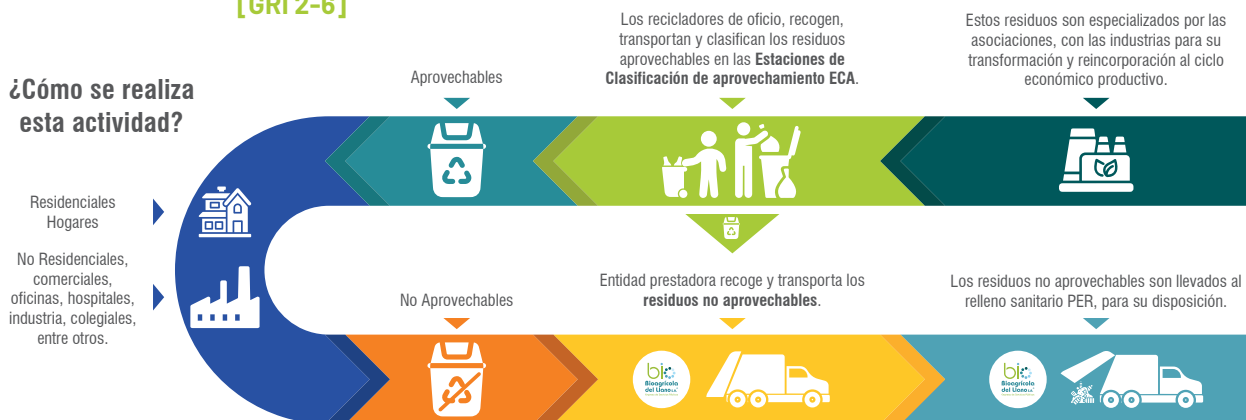 [GRI 2-6]
¿Cómo se realiza
esta actividad?
Residenciales
Hogares
No Residenciales,
comerciales,
oficinas, hospitales,
industria, colegiales,
entre otros.
Aprovechables
Los recicladores de oficio, recogen,
transportan y clasifican los residuos
aprovechables en las Estaciones de
Clasificación de aprovechamiento ECA.
Estos residuos son especializados por las
asociaciones, con las industrias para su
transformación y reincorporación al ciclo
económico productivo.
No Aprovechables
Entidad prestadora recoge y transporta los
residuos no aprovechables.
bio
Bioagrícola
del Llano
Los residuos no aprovechables son llevados al
relleno sanitario PER, para su disposición.
bio
Bioagrícola
del Llano